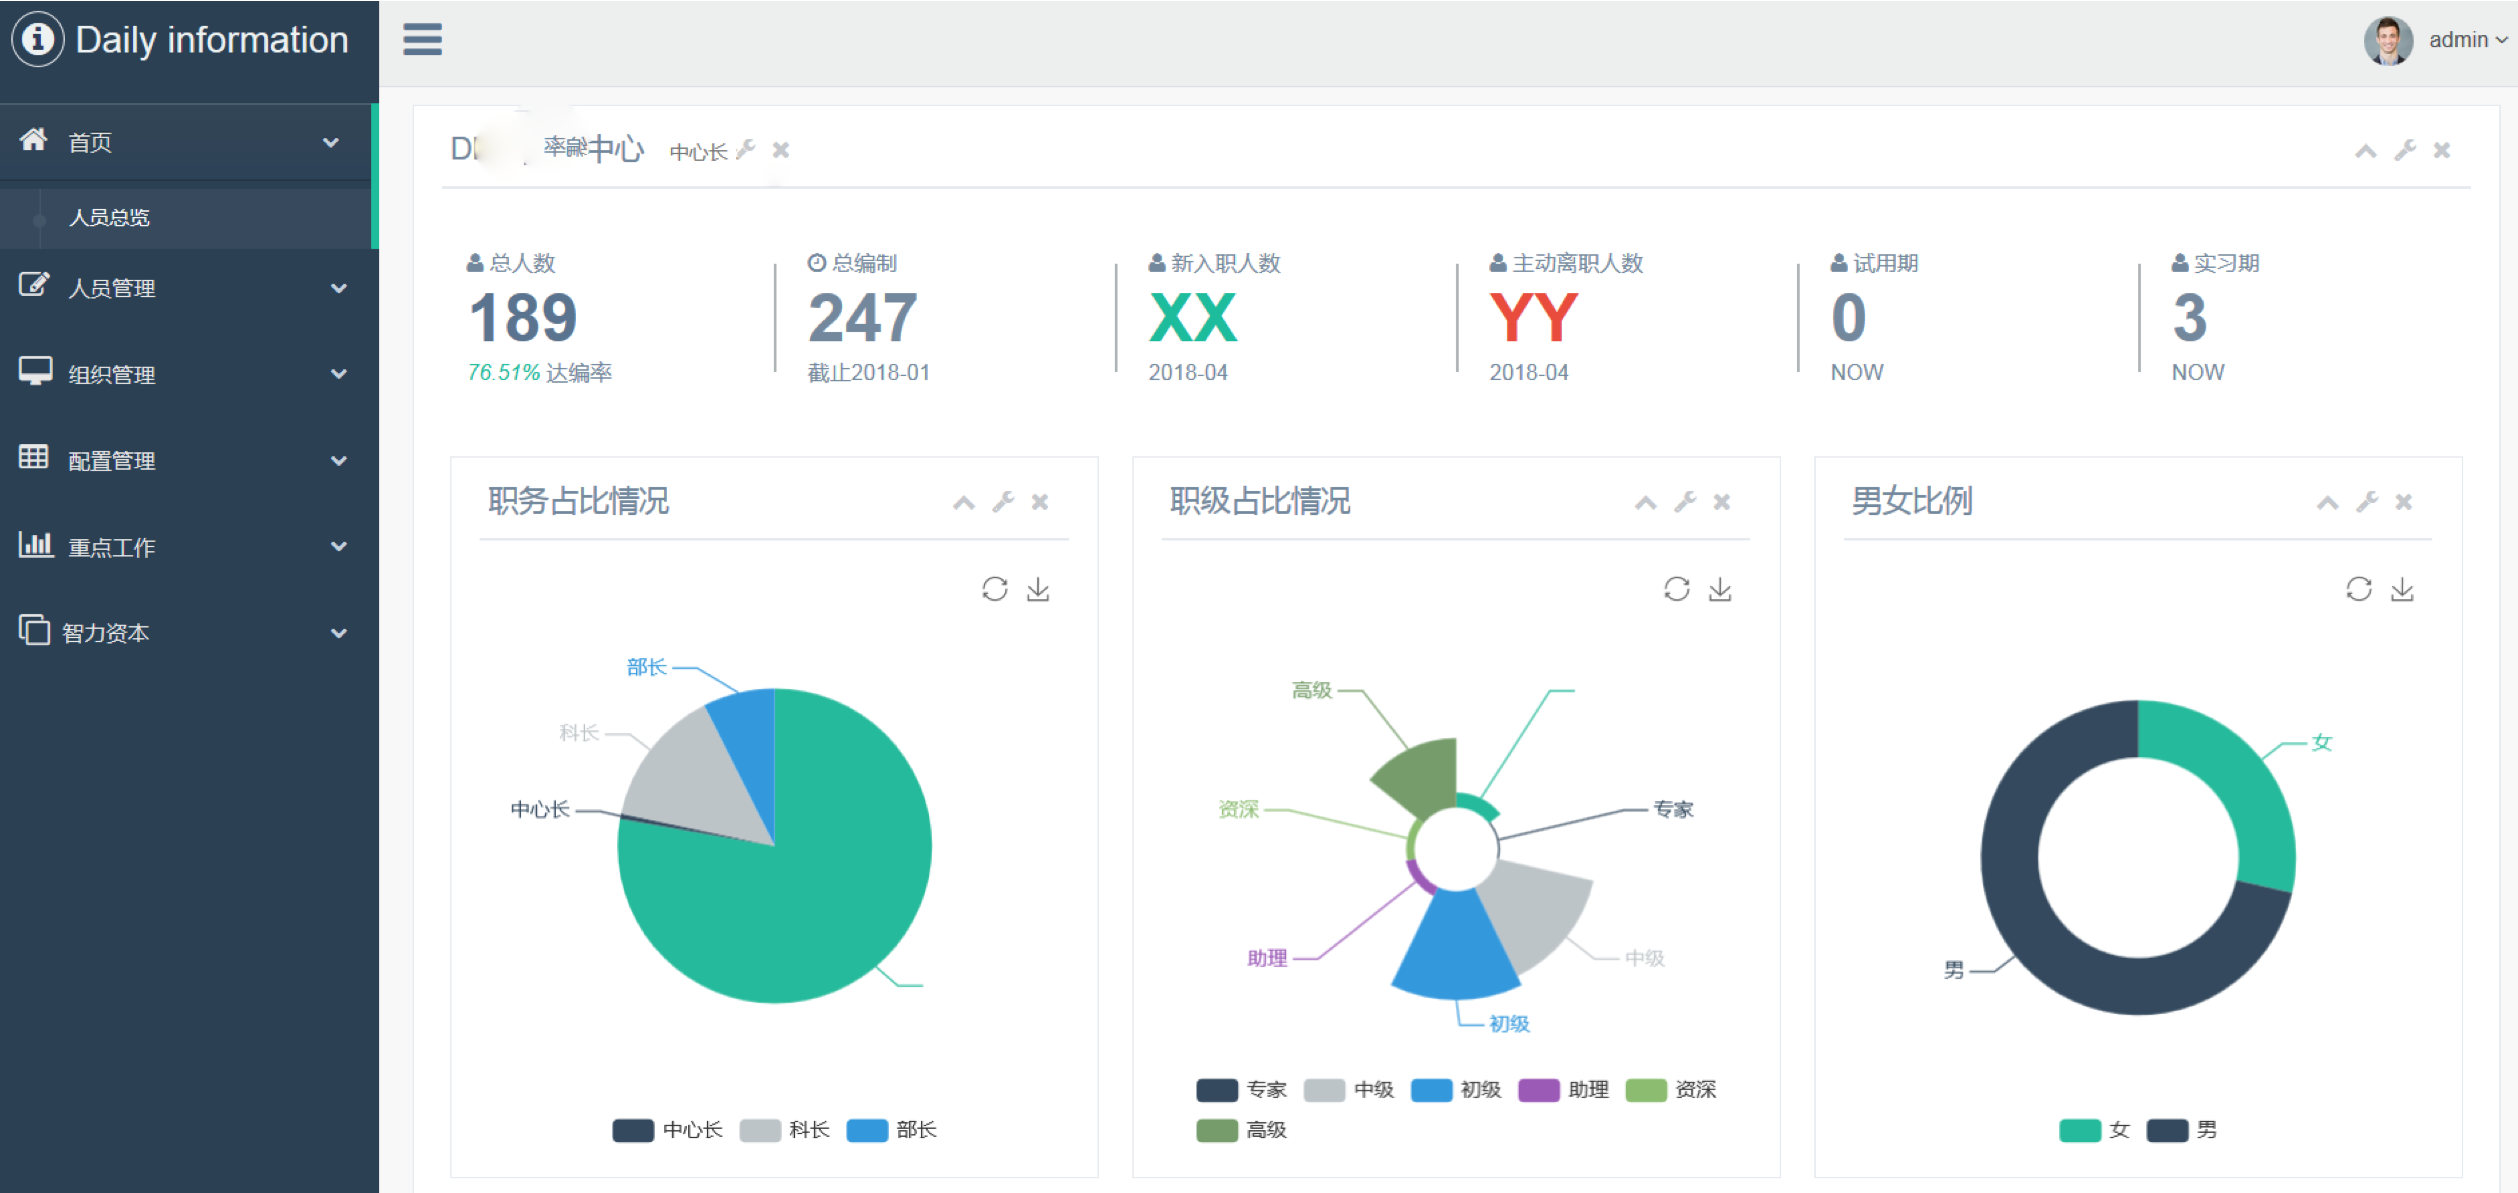 Daily information
admin
首页
人员总览
人员管理
组织管理
配置管理
重点工作
智力资本
中心 中心长
总人数
189
76.51% 达编率
总编制
247
截止2018-01
新入职人数
XX
2018-04
主动离职人数
YY
2018-04
试用期
0
NOW
实习期
3
NOW
职务占比情况
部长
科长
中心长
中心长 科长 部长
职级占比情况
高级
资深
专家
助理
中级
初级
专家 中级 初级 助理 资深
高级
男女比例
女
男
女 男